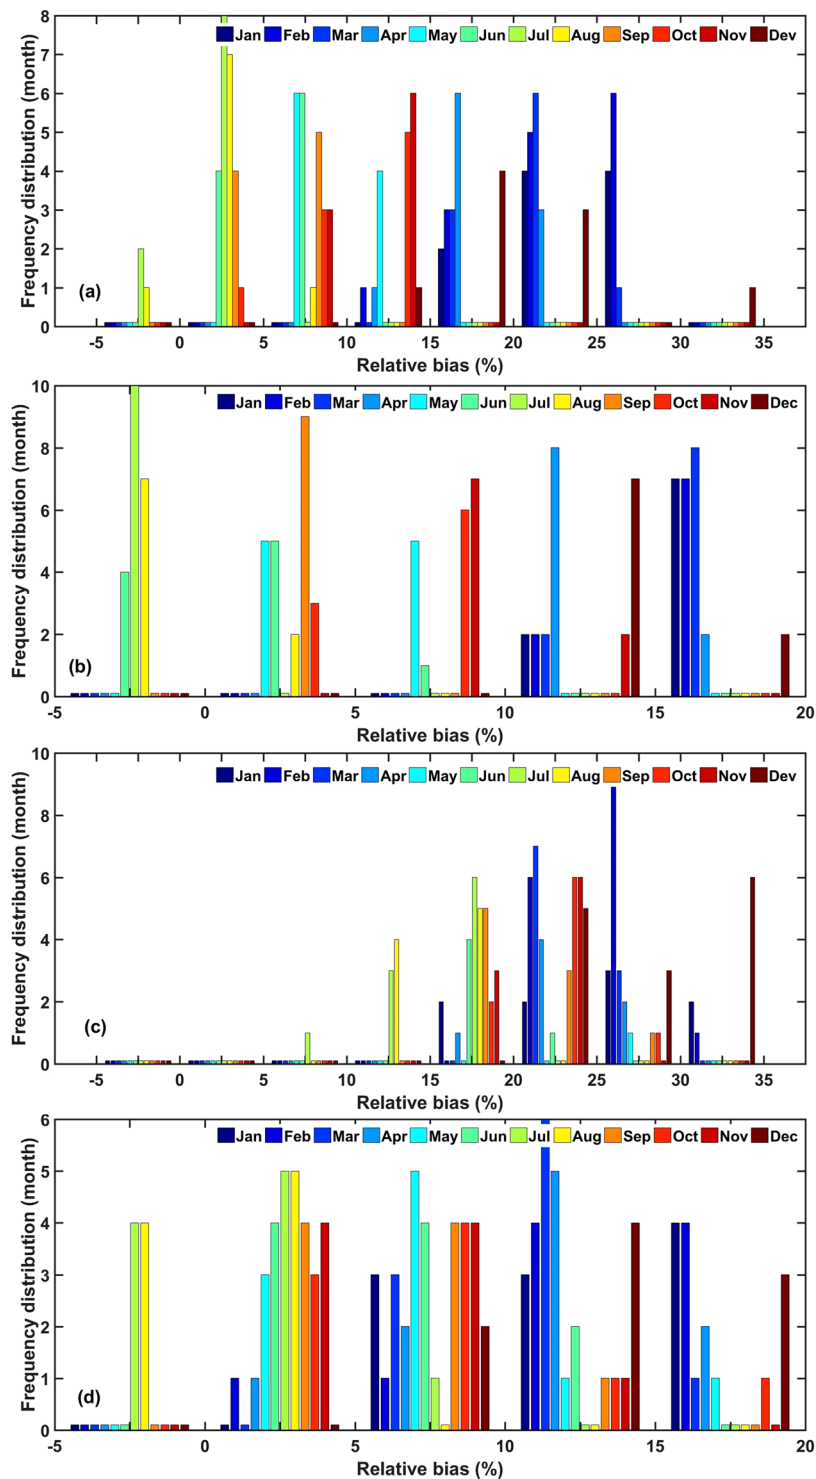 8
Jan Feb Mar Apr May Jun Jul Aug Sep Oct Nov Dev
7
6
5
4
3
2
1
0
Frequency distribution (month)
(a)
-5 0 5 10 15 20 25 30 35
Relative bias (%)
10
Jan Feb Mar Apr May Jun Jul Aug Sep Oct Nov Dec
8
6
4
2
0
Frequency distribution (month)
(b)
-5 0 5 10 15 20
Relative bias (%)
10
Jan Feb Mar Apr May Jun Jul Aug Sep Oct Nov Dev
8
6
4
2
0
Frequency distribution (month)
(c)
-5 0 5 10 15 20 25 30 35
Relative bias (%)
6
Jan Feb Mar Apr May Jun Jul Aug Sep Oct Nov Dec
5
4
3
2
1
0
Frequency distribution (month)
(d)
-5 0 5 10 15 20
Relative bias (%)